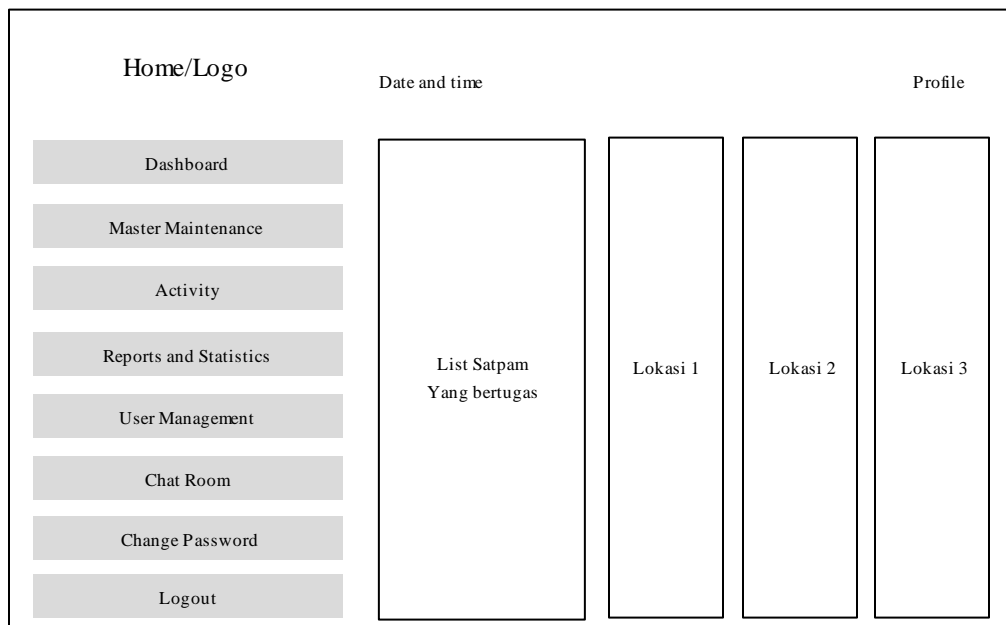 Home/Logo
Date and time
Profile
Dashboard
Master Maintenance
Activity
Reports and Statistics
User Management
Chat Room
Change Password
Logout
List Satpam
Yang bertugas
Lokasi 1
Lokasi 2
Lokasi 3